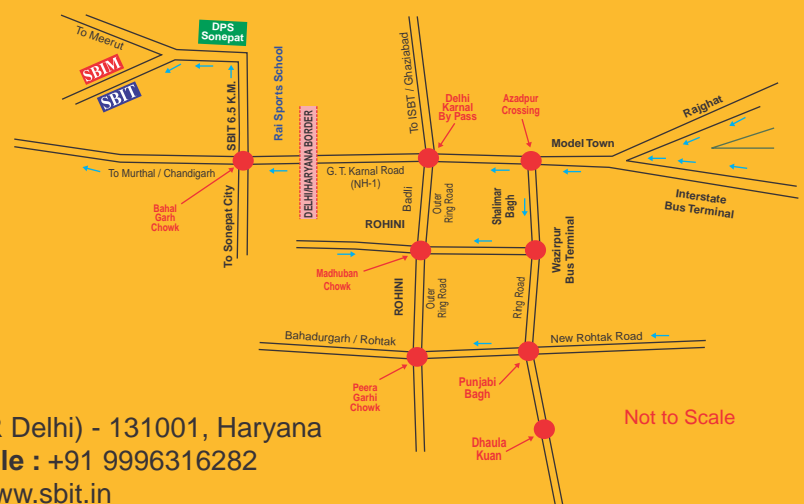 DPS
Sonepat
To Meerut
SBIM
SBIT
SBIT 6.5 K.M.
Rai Sports School
DELHI/HARYANA BORDER
To ISBT / Ghaziabad
Delhi
Karnal
By Pass
Azadpur
Crossing
Rajghat
Model Town
To Murthal / Chandigarh
G. T. Karnal Road
(NH-1)
Interstate
Bus Terminal
Bahal
Garh
Chowk
To Sonepat City
Badli
Outer
Ring Road
Shalimar
Bagh
ROHINI
Wazirpur
Bus Terminal
Madhuban
Chowk
ROHINI
Outer
Ring Road
Ring Road
Bahadurgarh / Rohtak
New Rohtak Road
Peera
Garhi
Chowk
Punjabi
Bagh
Not to Scale
Dhaula
Kuan
Delhi) - 131001, Haryana
le : +91 9996316282
ww.sbit.in